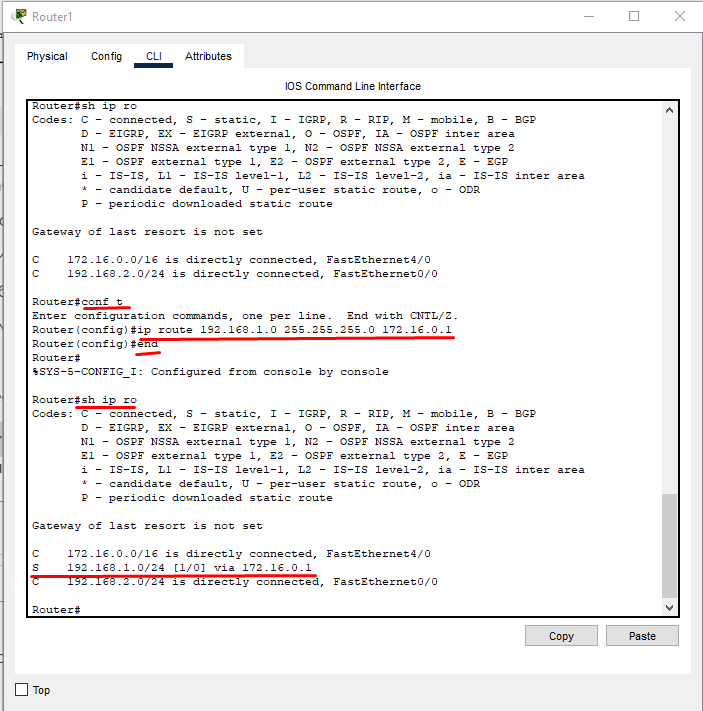 Router1
Physical Config CLI Attributes
IOS Command Line Interface
Router#sh ip ro
Codes: C - connected, S - static, I - IGRP, R - RIP, M - mobile, B - BGP
D - EIGRP, EX - EIGRP external, O - OSPF, IA - OSPF inter area
N1 - OSPF NSSA external type 1, N2 - OSPF NSSA external type 2
E1 - OSPF external type 1, E2 - OSPF external type 2, E - EGP
i - IS-IS, L1 - IS-IS level-1, L2 - IS-IS level-2, ia - IS-IS inter area
* - candidate default, U - per-user static route, o - ODR
P - periodic downloaded static route
Gateway of last resort is not set
C 172.16.0.0/16 is directly connected, FastEthernet4/0
C 192.168.2.0/24 is directly connected, FastEthernet0/0
Router#conf t
Enter configuration commands, one per line. End with CNTL/Z.
Router(config)#ip route 192.168.1.0 255.255.255.0 172.16.0.1
Router(config)#end
Router#
%SYS-5-CONFIG_I: Configured from console by console
Router#sh ip ro
Codes: C - connected, S - static, I - IGRP, R - RIP, M - mobile, B - BGP
D - EIGRP, EX - EIGRP external, O - OSPF, IA - OSPF inter area
N1 - OSPF NSSA external type 1, N2 - OSPF NSSA external type 2
E1 - OSPF external type 1, E2 - OSPF external type 2, E - EGP
i - IS-IS, L1 - IS-IS level-1, L2 - IS-IS level-2, ia - IS-IS inter area
* - candidate default, U - per-user static route, o - ODR
P - periodic downloaded static route
Gateway of last resort is not set
C 172.16.0.0/16 is directly connected, FastEthernet4/0
S 192.168.1.0/24 [1/0] via 172.16.0.1
C 192.168.2.0/24 is directly connected, FastEthernet0/0
Router#
Copy Paste
Top